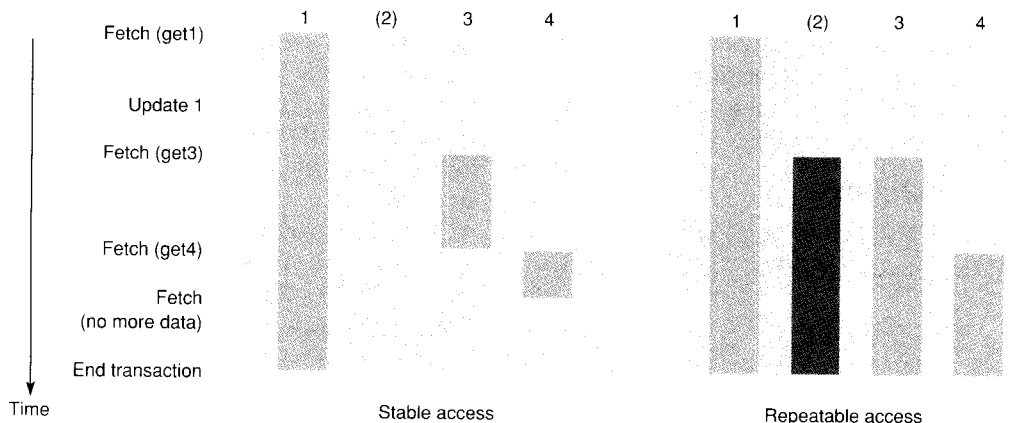 1 (2) 3 4 1 (2) 3 4
Fetch (get1)
Update 1
Fetch (get3)
Fetch (get4)
Fetch
(no more data)
End transaction
Time
Stable access
Repeatable access